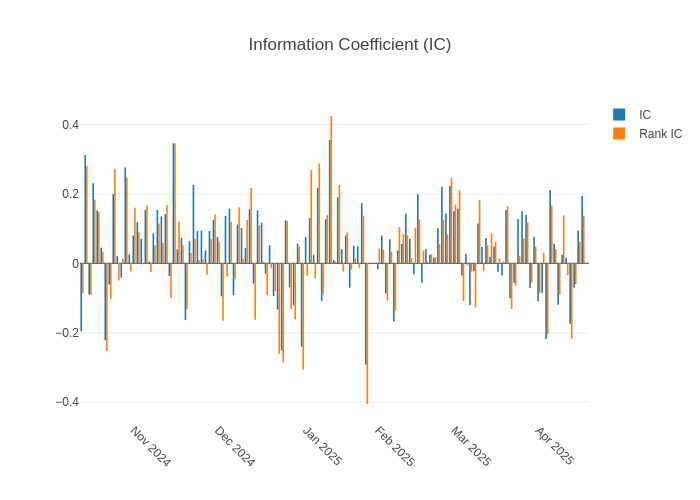 Information Coefficient (IC)
IC
Rank IC
0.4
0.2
0
−0.2
−0.4
Nov 2024
Dec 2024
Jan 2025
Feb 2025
Mar 2025
Apr 2025